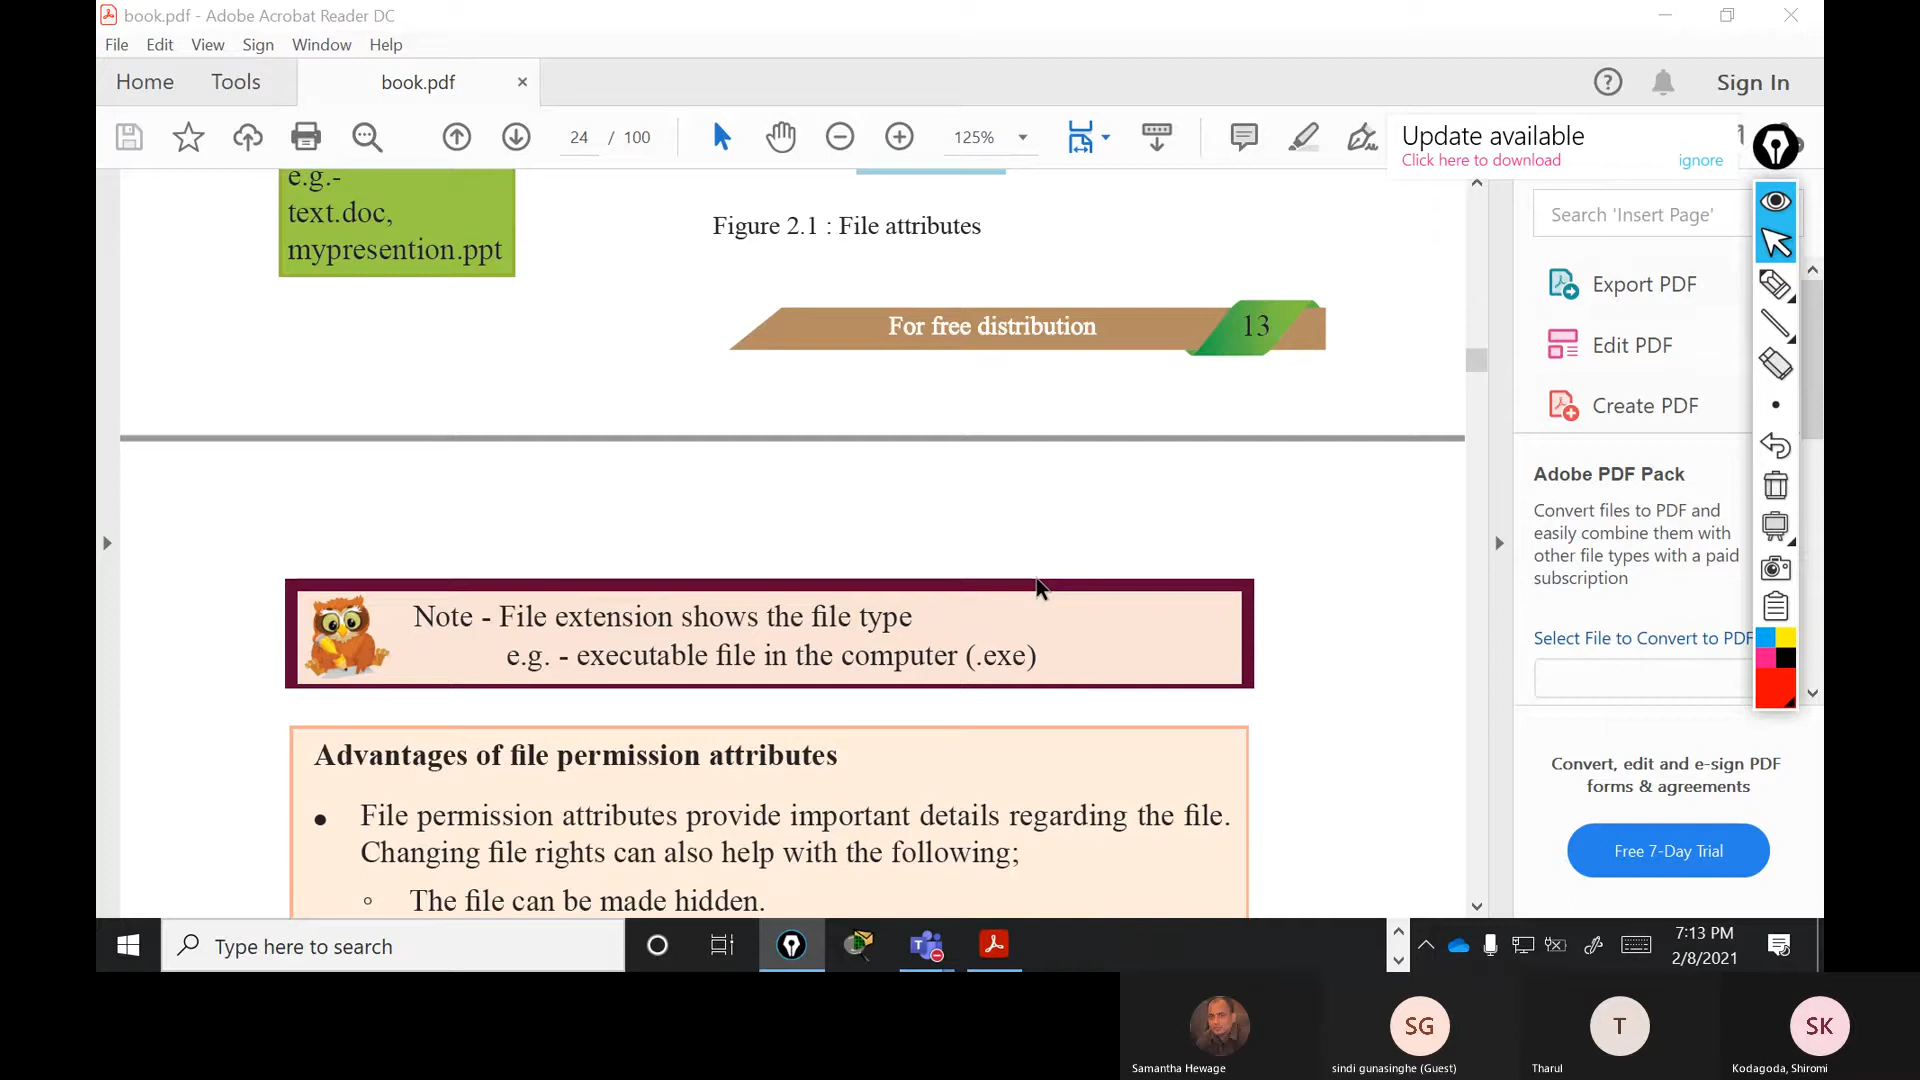 book.pdf - Adobe Acrobat Reader DC
File Edit View Sign Window Help
Home Tools book.pdf × ? Sign In
24 / 100 125%
Update available
Click here to download ignore
e.g.-
text.doc,
mypresention.ppt
Figure 2.1 : File attributes
For free distribution 13
Note - File extension shows the file type
e.g. - executable file in the computer (.exe)
Advantages of file permission attributes
● File permission attributes provide important details regarding the file.
Changing file rights can also help with the following;
◦ The file can be made hidden.
Search 'Insert Page'
Export PDF
Edit PDF
Create PDF
Adobe PDF Pack
Convert files to PDF and
easily combine them with
other file types with a paid
subscription
Select File to Convert to PDF
Convert, edit and e-sign PDF
forms & agreements
Free 7-Day Trial
Type here to search
7:13 PM
2/8/2021
SG T SK
Samantha Hewage sindi gunasinghe (Guest) Tharul Kodagoda, Shiromi